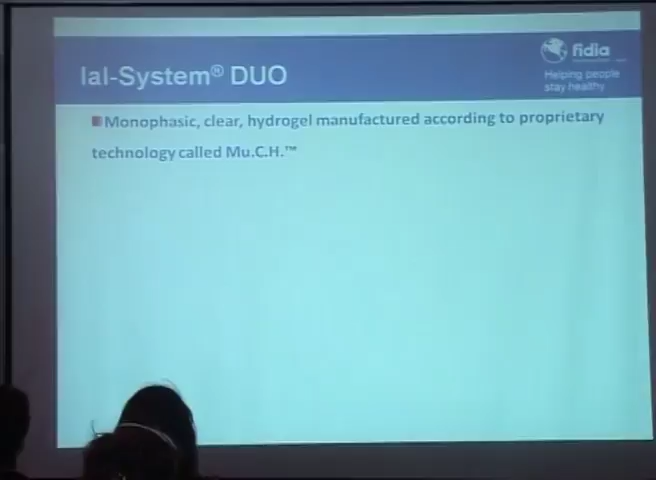 Ial-System® DUO
fidia
Helping people
stay healthy
Monophasic, clear, hydrogel manufactured according to proprietary
technology called Mu.C.H.™